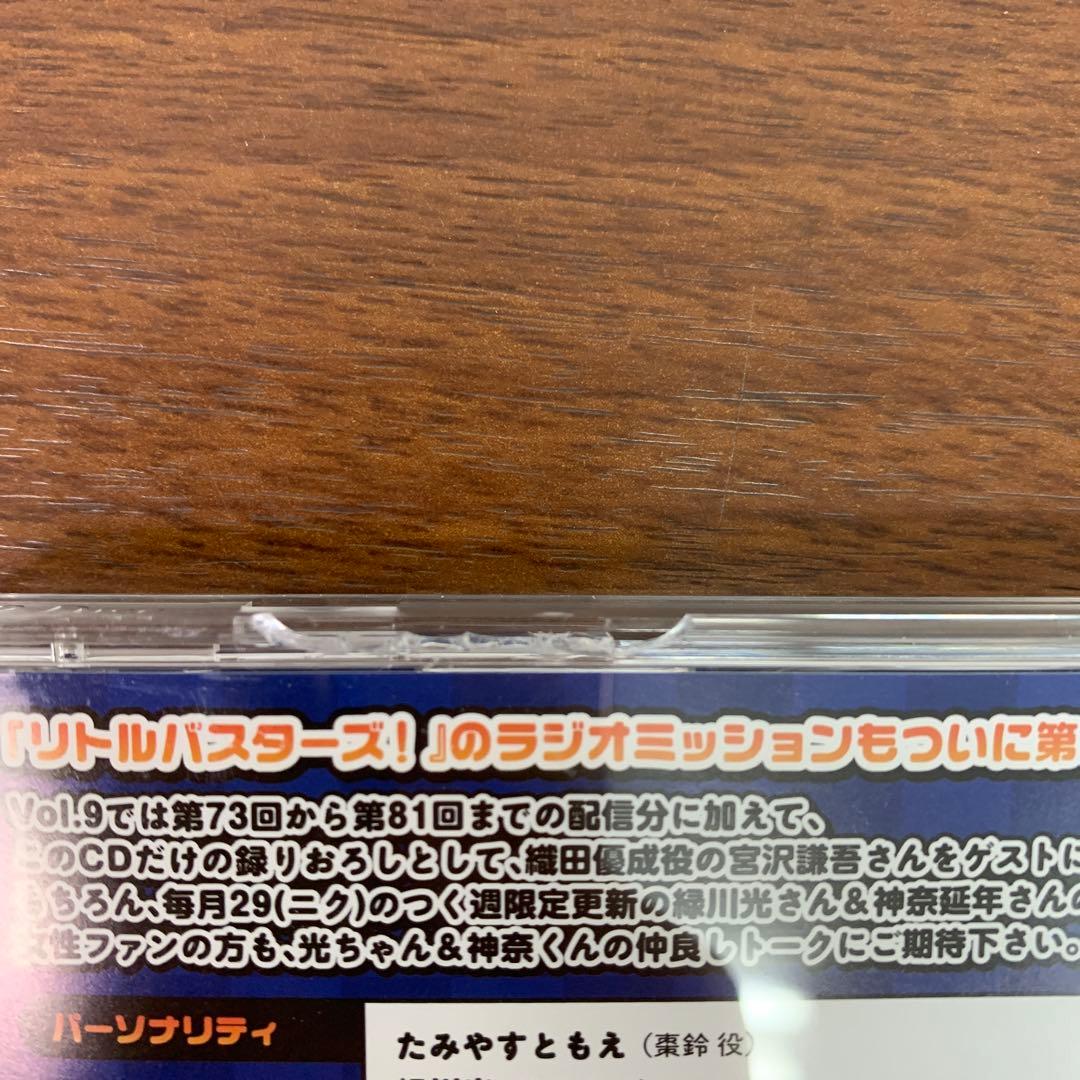 『リトルバスターズ！』のラジオミッションもついに第
Vol.9では第73回から第81回までの配信分に加えて、
このCDだけの録りおろしとして、織田優成役の宮沢謙吾さんをゲストに
もちろん、毎月29(ニク)のつく週限定更新の緑川光さん＆神奈延年さんの
女性ファンの方も、光ちゃん＆神奈くんの仲良しトークにご期待下さい。
パーソナリティ
たみやすともえ（棗鈴 役）